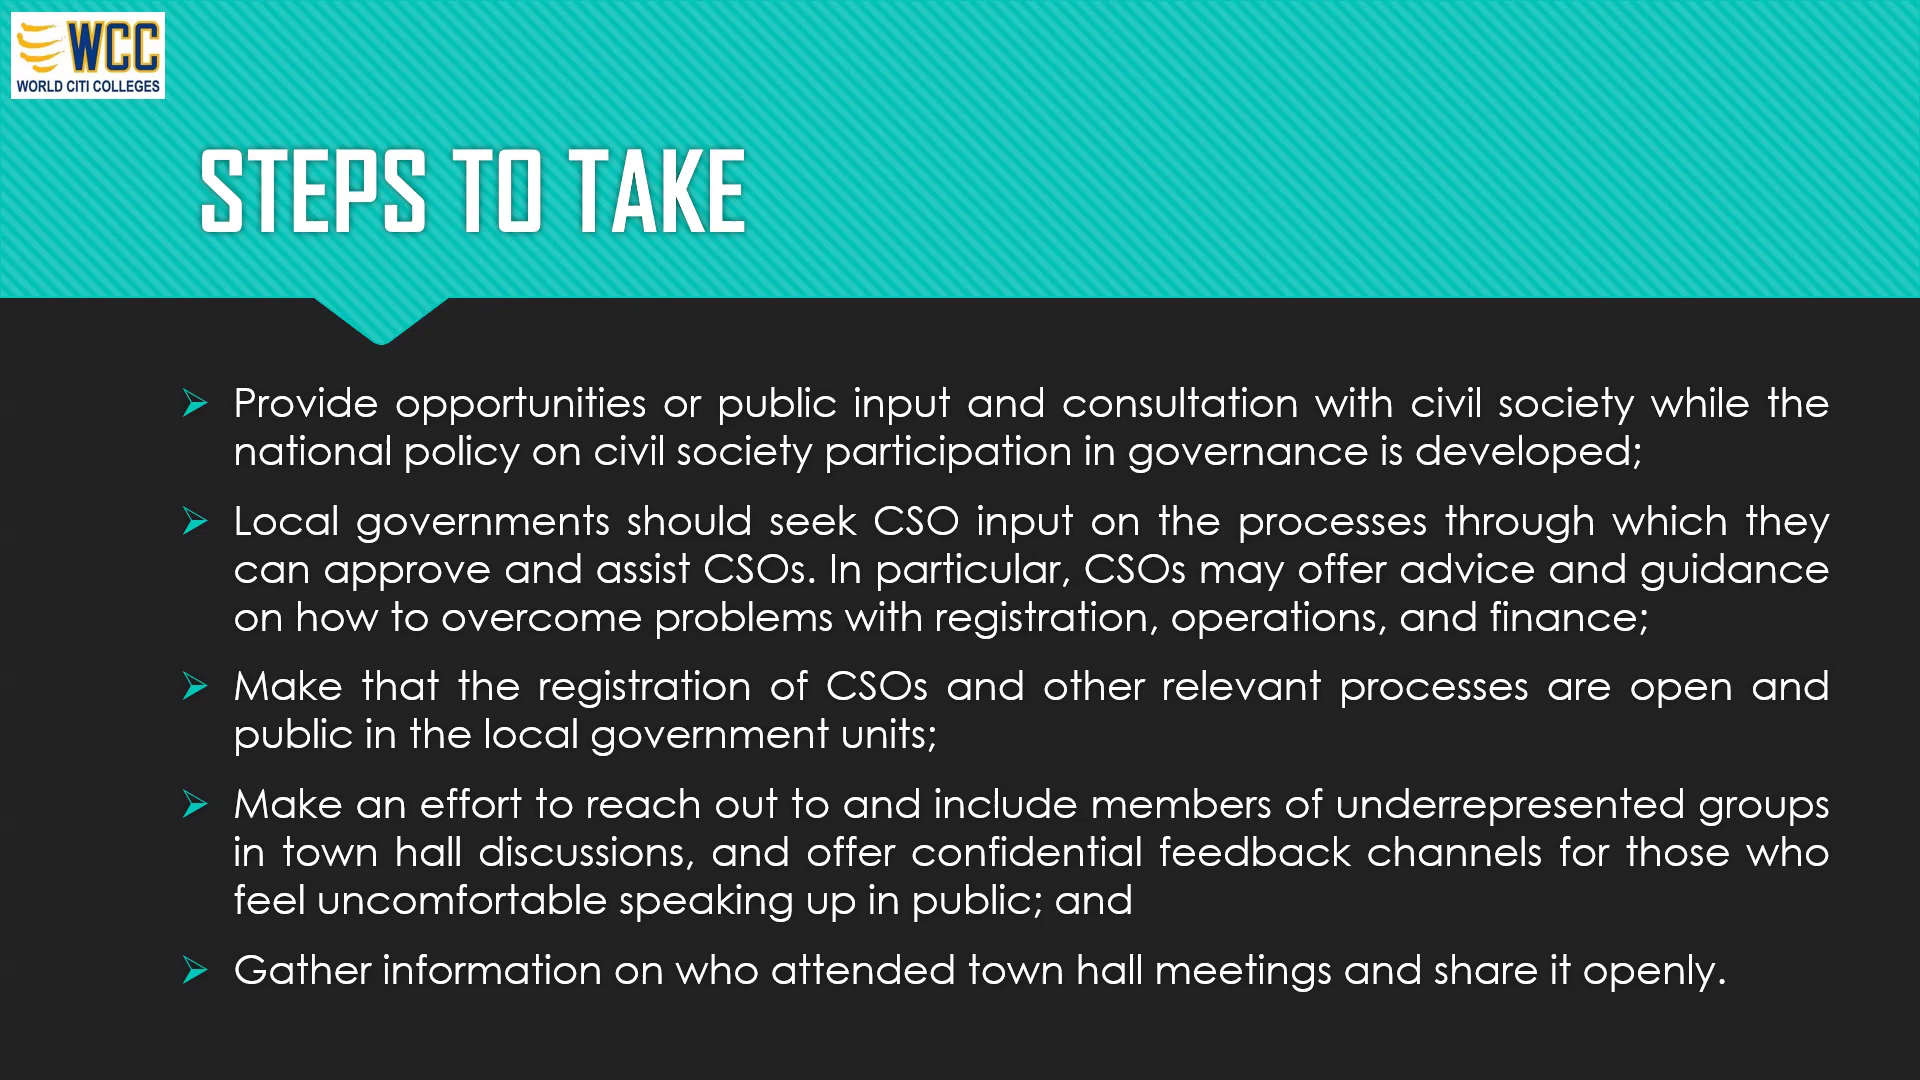 WCC
WORLD CITI COLLEGES
STEPS TO TAKE
Provide opportunities or public input and consultation with civil society while the
national policy on civil society participation in governance is developed;
Local governments should seek CSO input on the processes through which they
can approve and assist CSOs. In particular, CSOs may offer advice and guidance
on how to overcome problems with registration, operations, and finance;
Make that the registration of CSOs and other relevant processes are open and
public in the local government units;
Make an effort to reach out to and include members of underrepresented groups
in town hall discussions, and offer confidential feedback channels for those who
feel uncomfortable speaking up in public; and
Gather information on who attended town hall meetings and share it openly.